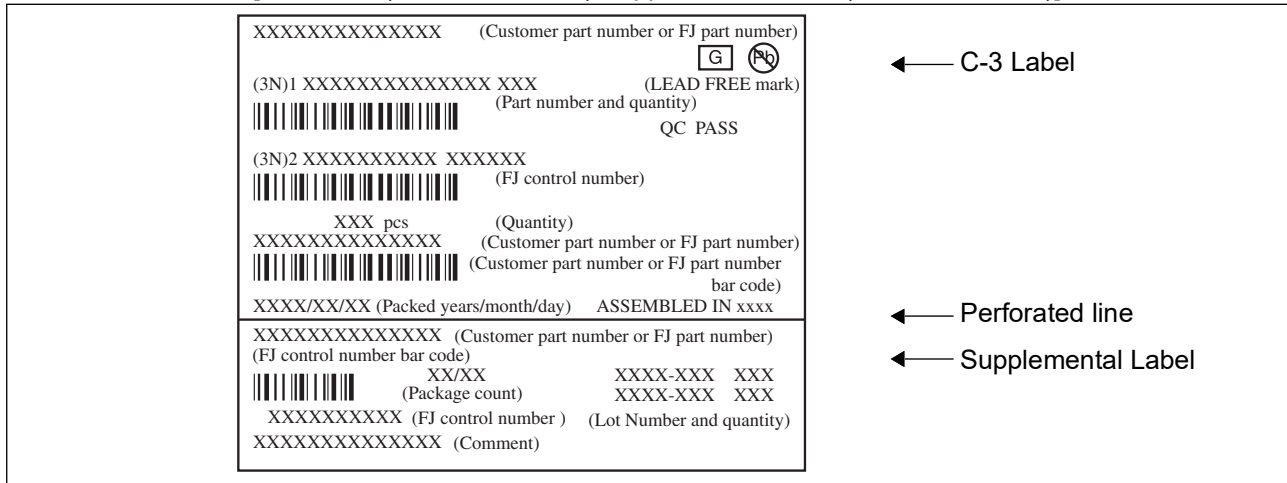 XXXXXXXXXXXXXX (Customer part number or FJ part number)
G Pb
C-3 Label
(3N)1 XXXXXXXXXXXXXX XXX (LEAD FREE mark)
(Part number and quantity)
QC PASS
(3N)2 XXXXXXXXXX XXXXXX
(FJ control number)
XXX pcs (Quantity)
XXXXXXXXXXXXXX (Customer part number or FJ part number)
(Customer part number or FJ part number
bar code)
XXXX/XX/XX (Packed years/month/day) ASSEMBLED IN xxxx
Perforated line
XXXXXXXXXXXXXX (Customer part number or FJ part number)
(FJ control number bar code)
Supplemental Label
XX/XX XXXX-XXX XXX
(Package count) XXXX-XXX XXX
XXXXXXXXXX (FJ control number ) (Lot Number and quantity)
XXXXXXXXXXXXXX (Comment)